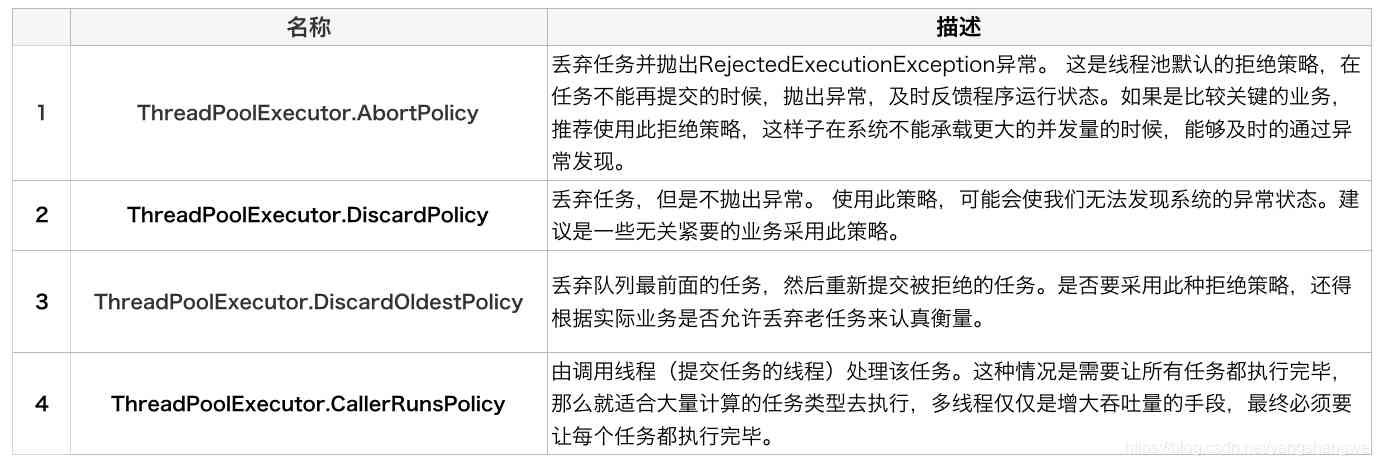 名称 描述
丢弃任务并抛出RejectedExecutionException异常。 这是线程池默认的拒绝策略，在
任务不能再提交的时候，抛出异常，及时反馈程序运行状态。如果是比较关键的业务，
1 ThreadPoolExecutor.AbortPolicy
推荐使用此拒绝策略，这样子在系统不能承载更大的并发量的时候，能够及时的通过异
常发现。
丢弃任务，但是不抛出异常。 使用此策略，可能会使我们无法发现系统的异常状态。建
2 ThreadPoolExecutor.DiscardPolicy
议是一些无关紧要的业务采用此策略。
丢弃队列最前面的任务，然后重新提交被拒绝的任务。是否要采用此种拒绝策略，还得
3 ThreadPoolExecutor.DiscardOldestPolicy
根据实际业务是否允许丢弃老任务来认真衡量。
由调用线程（提交任务的线程）处理该任务。这种情况是需要让所有任务都执行完毕，
4 ThreadPoolExecutor.CallerRunsPolicy
那么就适合大量计算的任务类型去执行，多线程仅仅是增大吞吐量的手段，最终必须要
让每个任务都执行完毕。